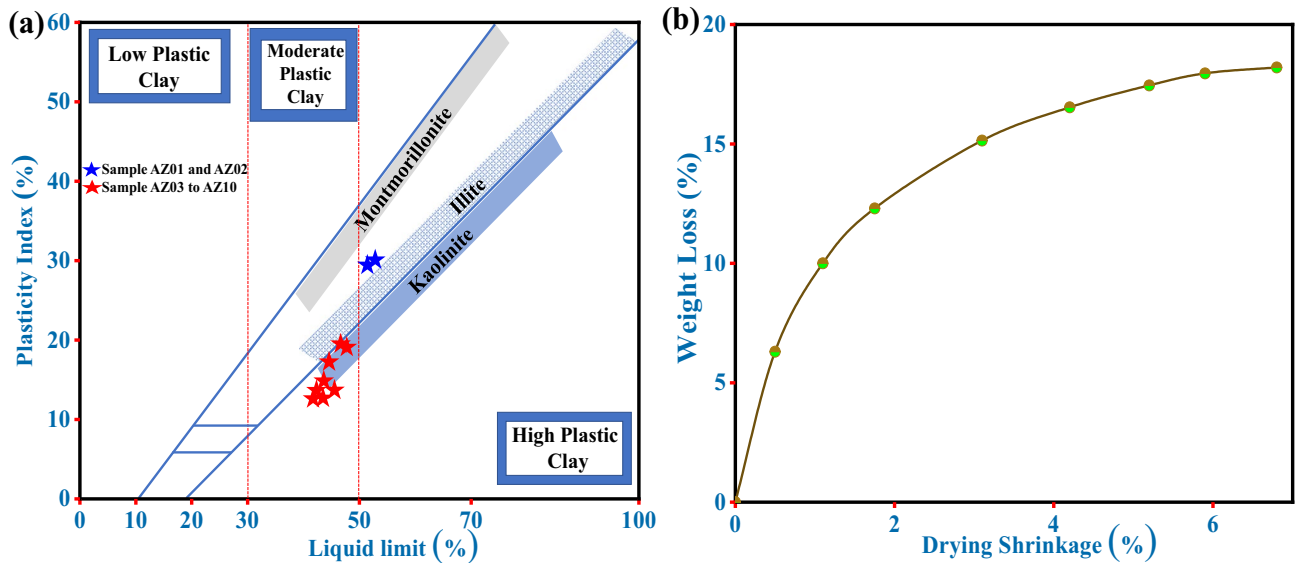 (a)
60
50
60
40
30
20
10
0
Plasticity Index (%)
Low Plastic
Clay
Moderate
Plastic
Clay
Sample AZ01 and AZ02
Sample AZ03 to AZ10
Montmorillonite
Illite
Kaolinite
High Plastic
Clay
0
10
30
50
70
100
Liquid limit (%)
(b)
20
15
10
5
0
Weight Loss (%)
0
2
4
6
Drying Shrinkage (%)